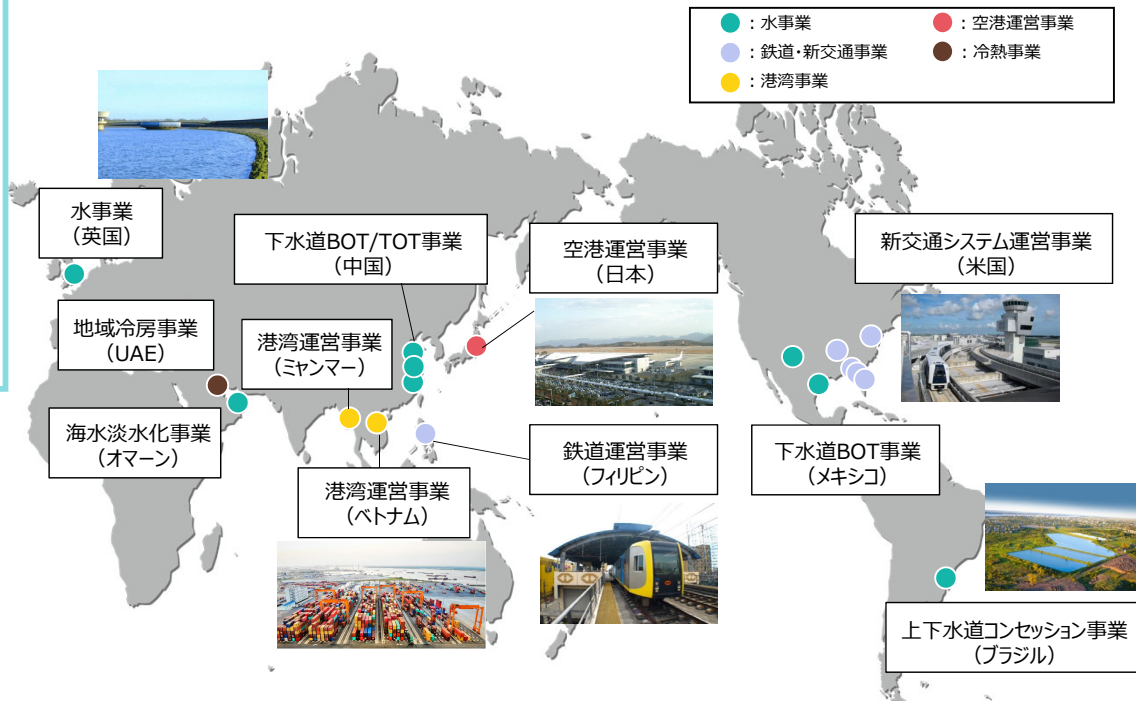 ：水事業
：空港運営事業
：鉄道・新交通事業
：冷熱事業
：港湾事業
水事業
（英国）
下水道BOT/TOT事業
（中国）
空港運営事業
（日本）
新交通システム運営事業
（米国）
地域冷房事業
（UAE）
港湾運営事業
（ミャンマー）
海水淡水化事業
（オマーン）
鉄道運営事業
（フィリピン）
下水道BOT事業
（メキシコ）
港湾運営事業
（ベトナム）
上下水道コンセッション事業
（ブラジル）